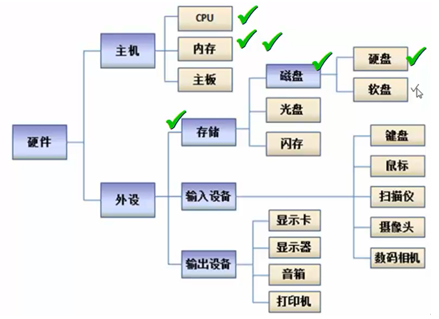 硬件
主机
CPU
内存
主板
外设
存储
磁盘
硬盘
软盘
光盘
闪存
输入设备
键盘
鼠标
扫描仪
摄像头
数码相机
输出设备
显示卡
显示器
音箱
打印机